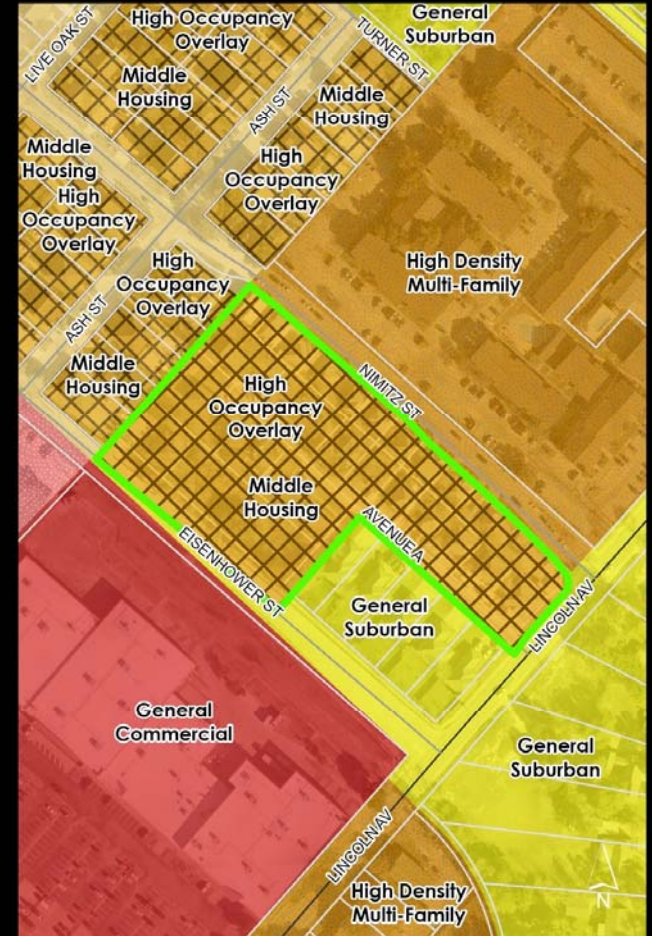 LIVE OAK ST
High Occupancy
Overlay
General
Suburban
TURNER ST
Middle
Housing
ASH ST
Middle
Housing
Middle
Housing
High
Occupancy
Overlay
High
Occupancy
Overlay
High
Occupancy
Overlay
High Density
Multi-Family
ASH ST
Middle
Housing
NIMITZ ST
High
Occupancy
Overlay
Middle
Housing
AVENUE A
EISENHOWER ST
General
Suburban
LINCOLN AV
General
Commercial
General
Suburban
LINCOLN AV
High Density
Multi-Family
N